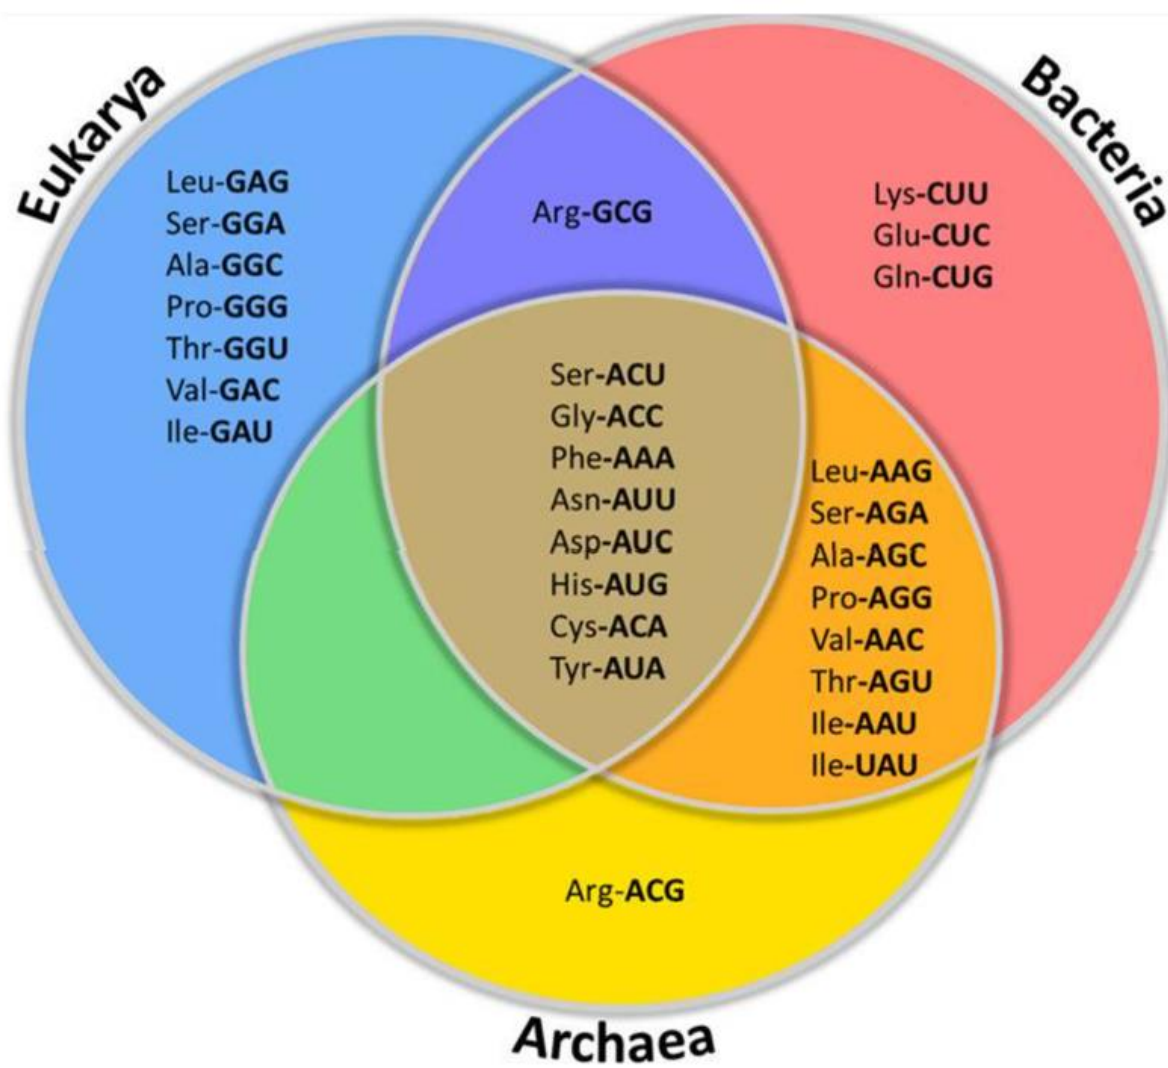 Eukarya
Bacteria
Leu-GAG
Ser-GGA
Ala-GGC
Pro-GGG
Thr-GGU
Val-GAC
Ile-GAU
Arg-GCG
Lys-CUU
Glu-CUC
Gln-CUG
Ser-ACU
Gly-ACC
Phe-AAA
Asn-AUU
Asp-AUC
His-AUG
Cys-ACA
Tyr-AUA
Leu-AAG
Ser-AGA
Ala-AGC
Pro-AGG
Val-AAC
Thr-AGU
Ile-AAU
Ile-UAU
Arg-ACG
Archaea